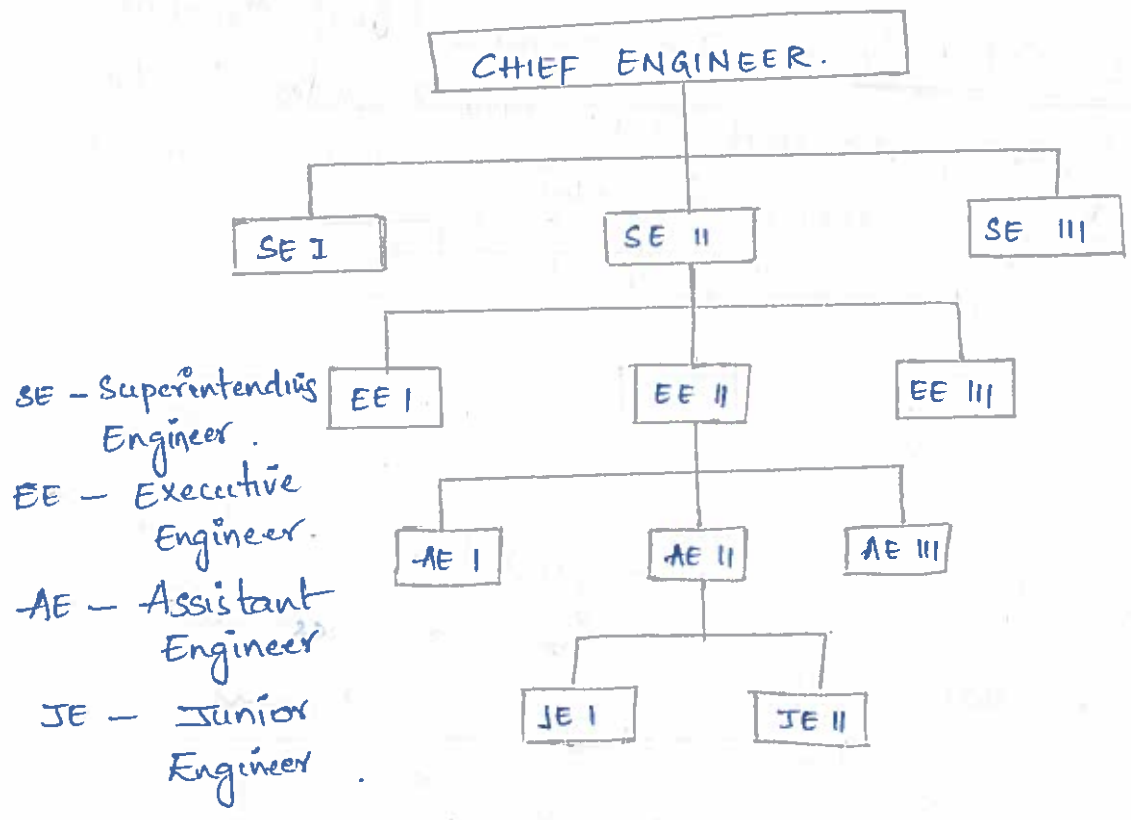 CHIEF ENGINEER.
SE I
SE II
SE III
EE I
EE II
EE III
AE I
AE II
AE III
JE I
JE II
SE – Superintending
Engineer.
EE – Executive
Engineer.
AE – Assistant
Engineer
JE – Junior
Engineer.